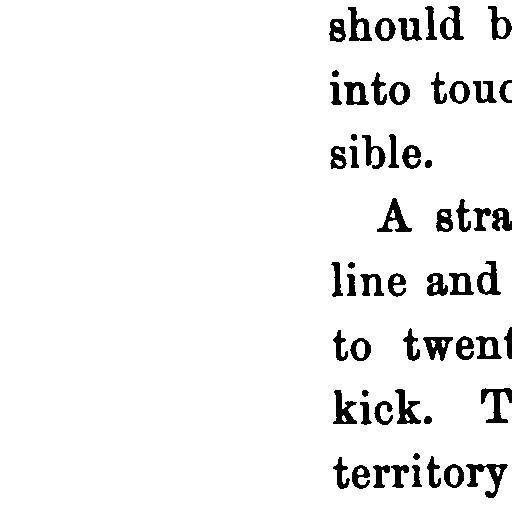 should b
into touc
sible.
A stra
line and
to twent
kick. T
territory